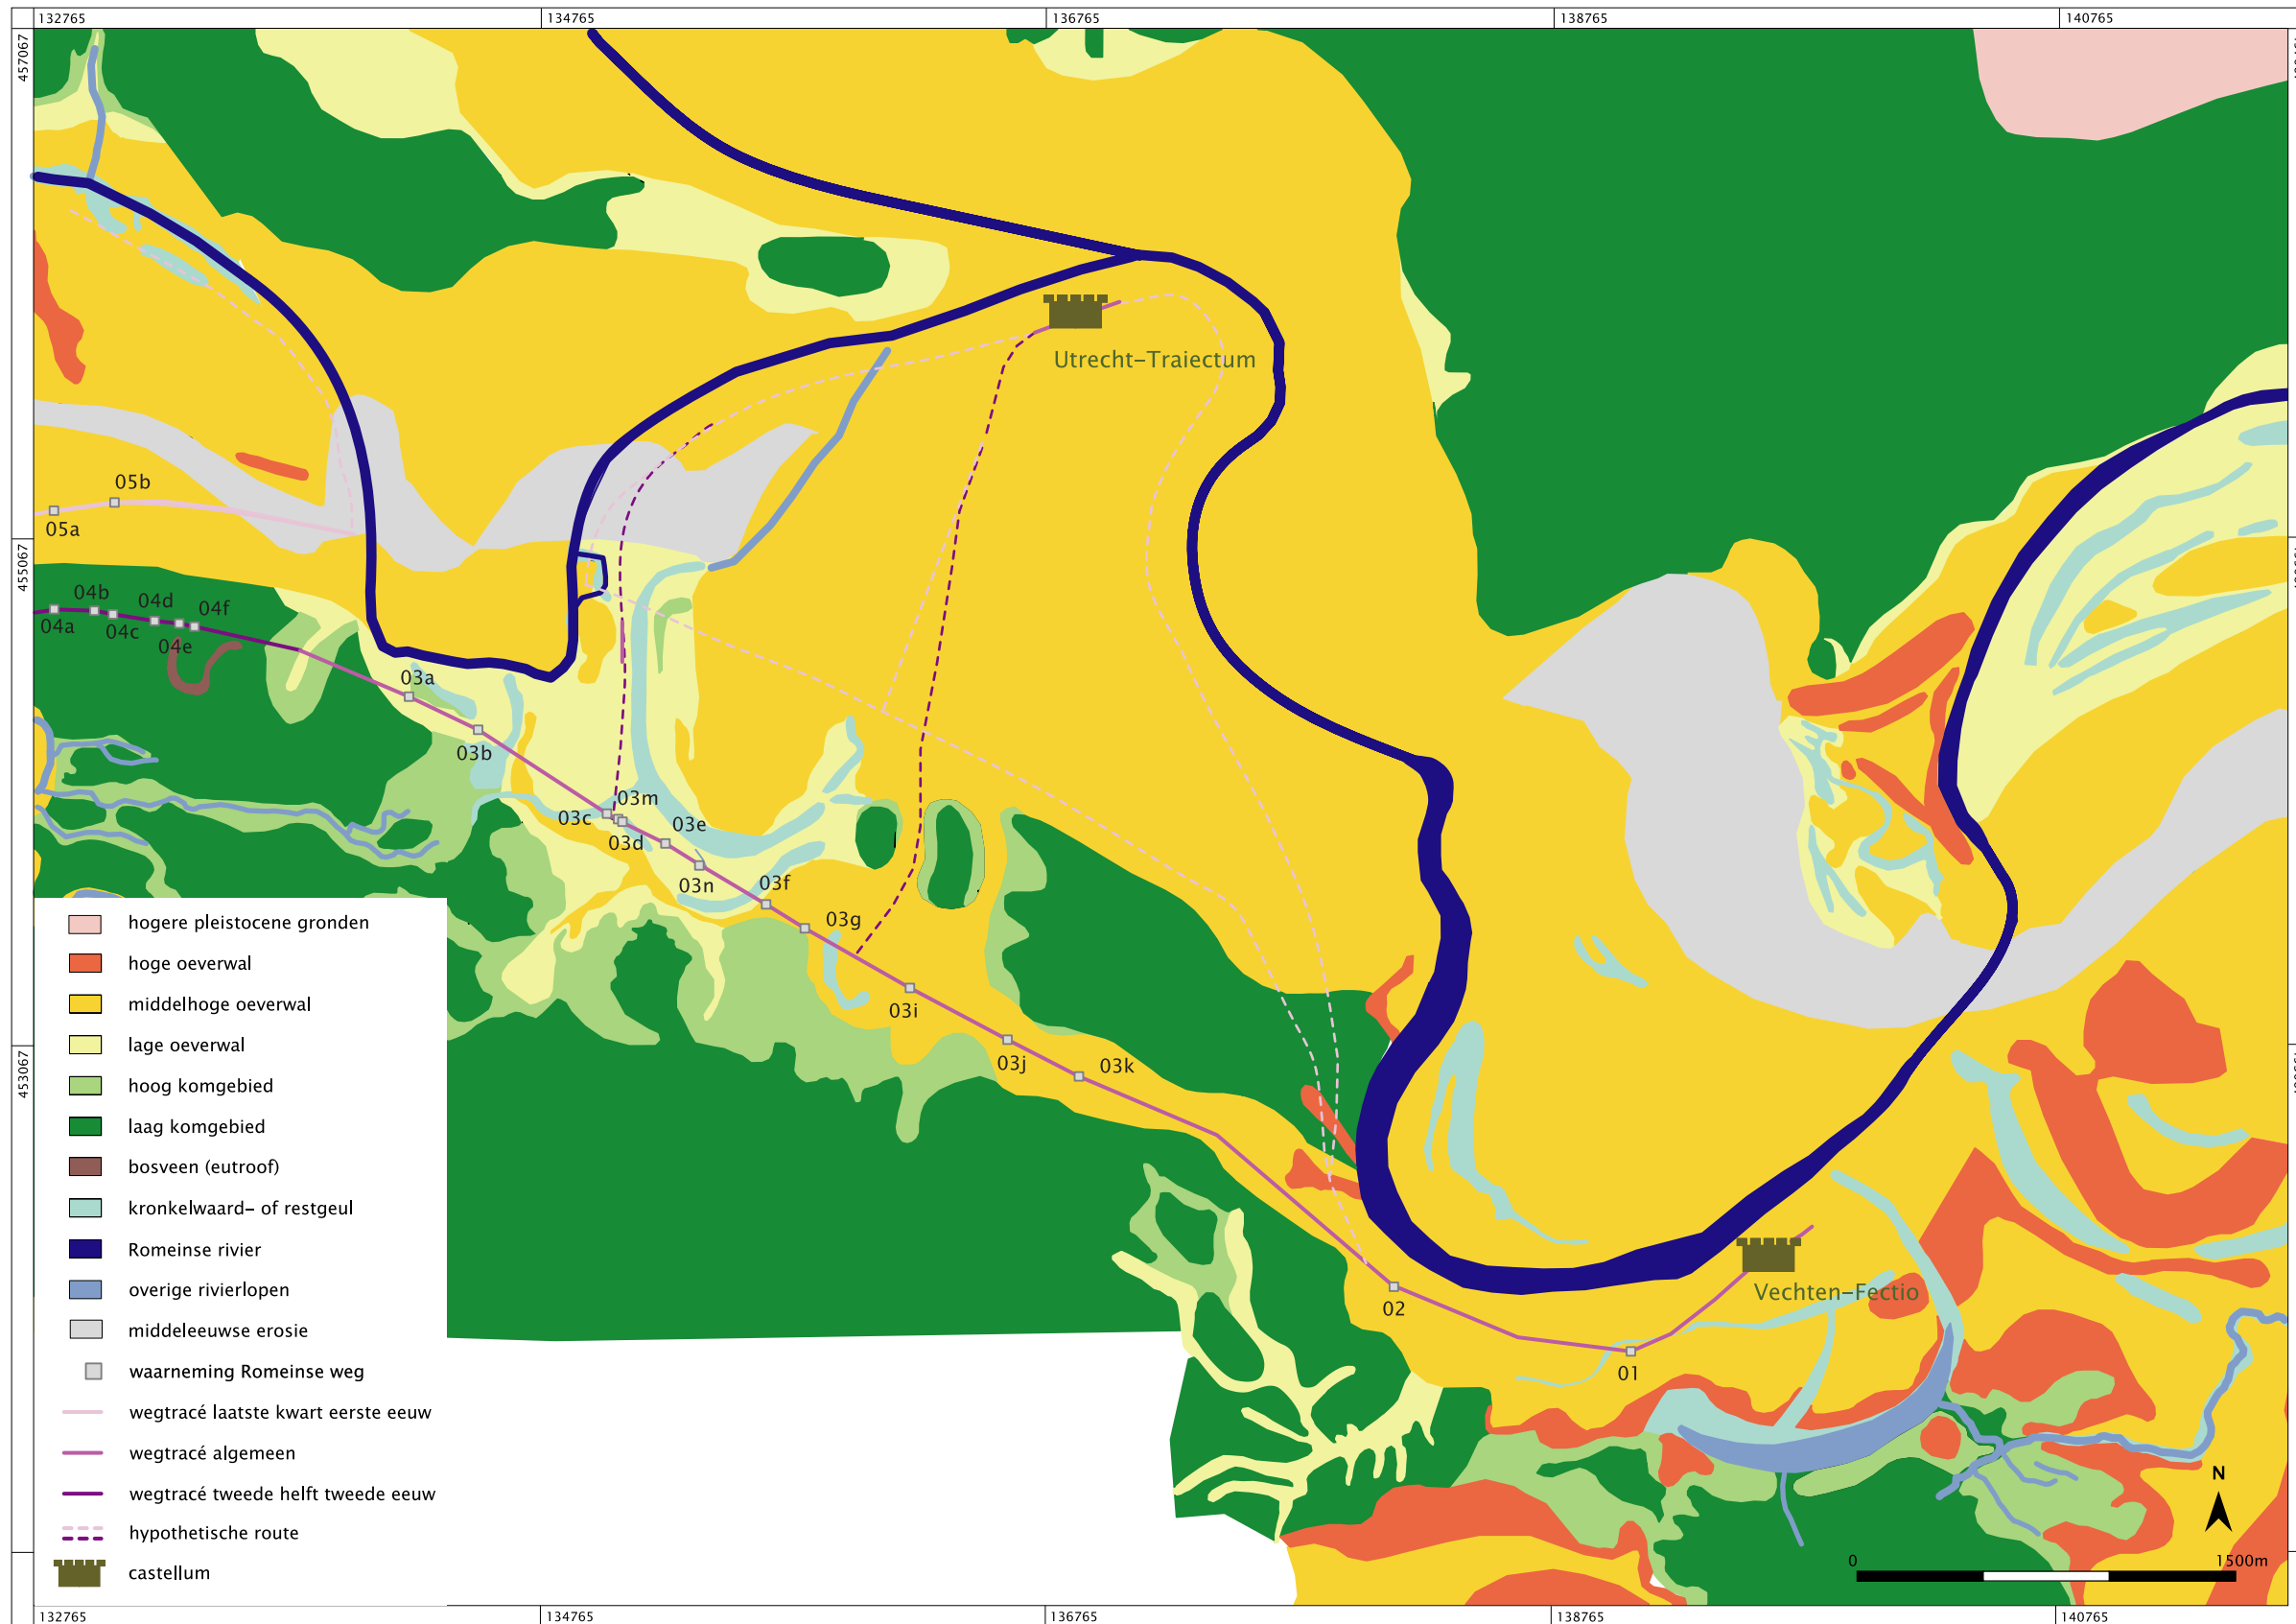 132765
134765
136765
138765
140765
457067
455067
453067
Utrecht-Traiectum
05b
05a
04b
04d
04f
04a
04c
04e
03a
03b
03m
03c
03e
03d
03n
03f
03g
03i
03j
03k
02
01
Vechten-Fectio
hogere pleistocene gronden
hoge oeverwal
middelhoge oeverwal
lage oeverwal
hoog komgebied
laag komgebied
bosveen (eutroof)
kronkelwaard- of restgeul
Romeinse rivier
overige rivierlopen
middeleeuwse erosie
waarneming Romeinse weg
wegtracé laatste kwart eerste eeuw
wegtracé algemeen
wegtracé tweede helft tweede eeuw
hypothetische route
castellum
N
0 1500m
132765
134765
136765
138765
140765